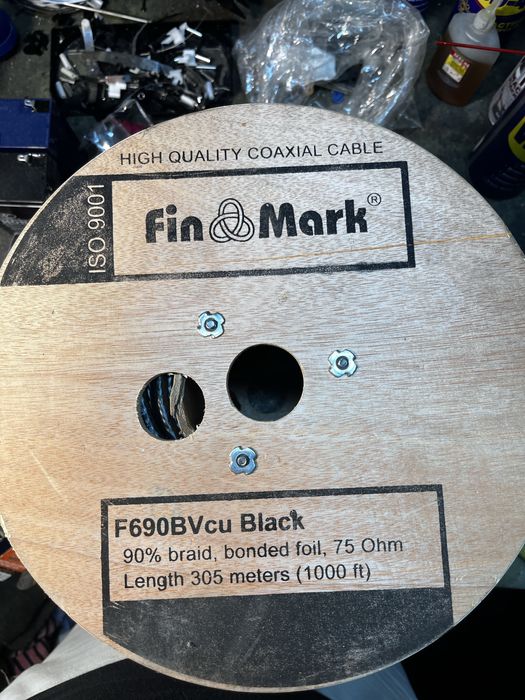 HIGH QUALITY COAXIAL CABLE
ISO 9001
Fin Mark®
F690BVcu Black
90% braid, bonded foil, 75 Ohm
Length 305 meters (1000 ft)